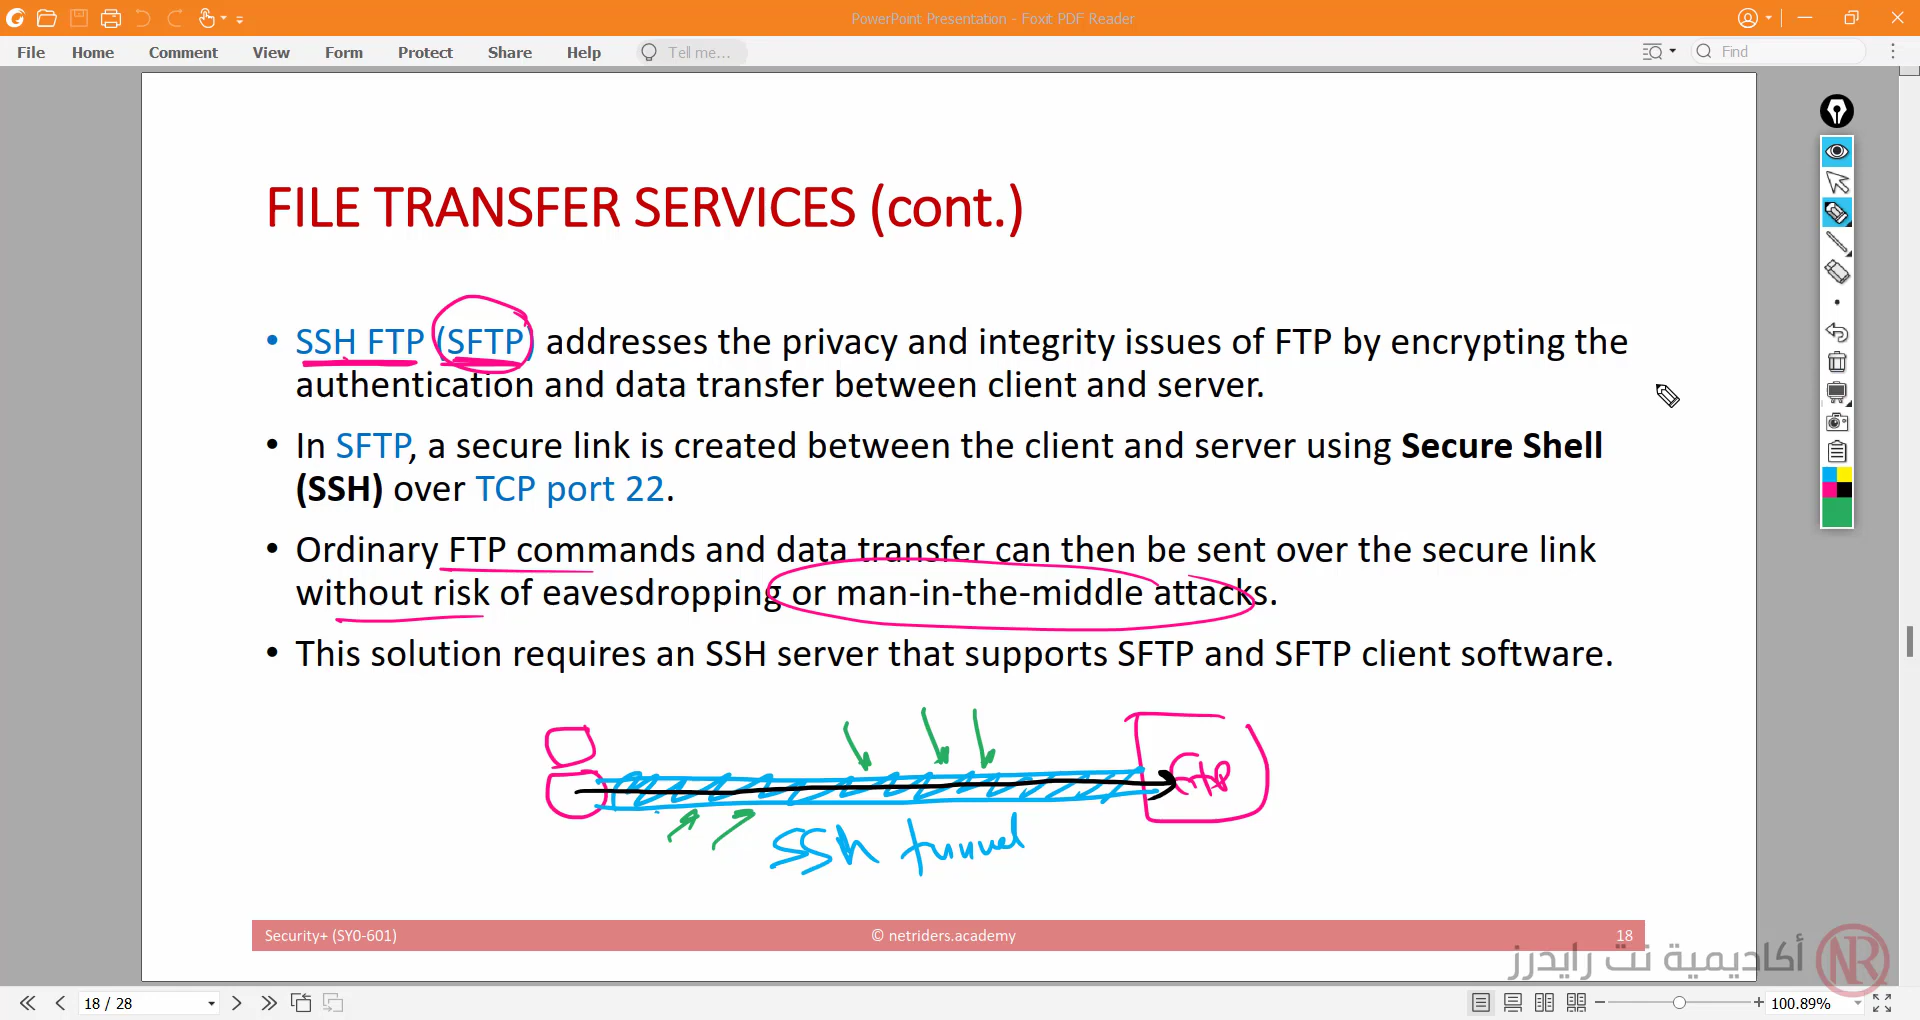 PowerPoint Presentation - Foxit PDF Reader
File Home Comment View Form Protect Share Help Tell me... Find
FILE TRANSFER SERVICES (cont.)
• SSH FTP (SFTP) addresses the privacy and integrity issues of FTP by encrypting the
authentication and data transfer between client and server.
• In SFTP, a secure link is created between the client and server using Secure Shell
(SSH) over TCP port 22.
• Ordinary FTP commands and data transfer can then be sent over the secure link
without risk of eavesdropping or man-in-the-middle attacks.
• This solution requires an SSH server that supports SFTP and SFTP client software.
Ftp
SSh tunnel
Security+ (SY0-601) © netriders.academy 18
أكاديمية نت رايدرز NR
18 / 28 100.89%